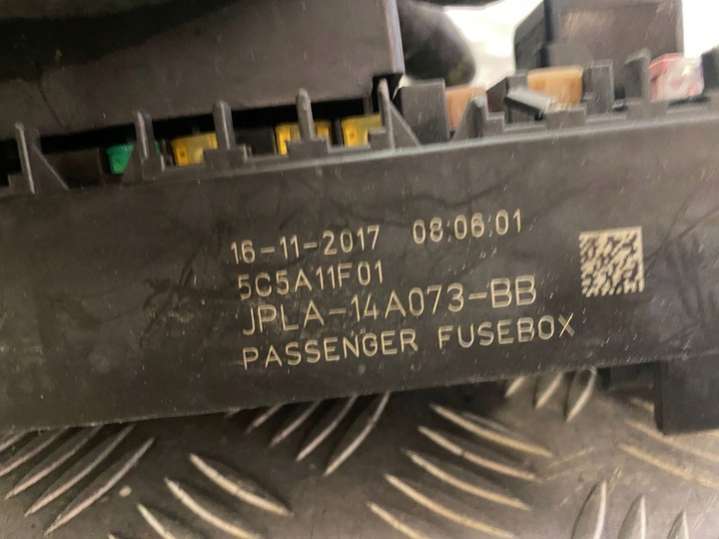 16-11-2017 08:06:01
5C5A11F01
JPLA-14A073-BB
PASSENGER FUSEBOX